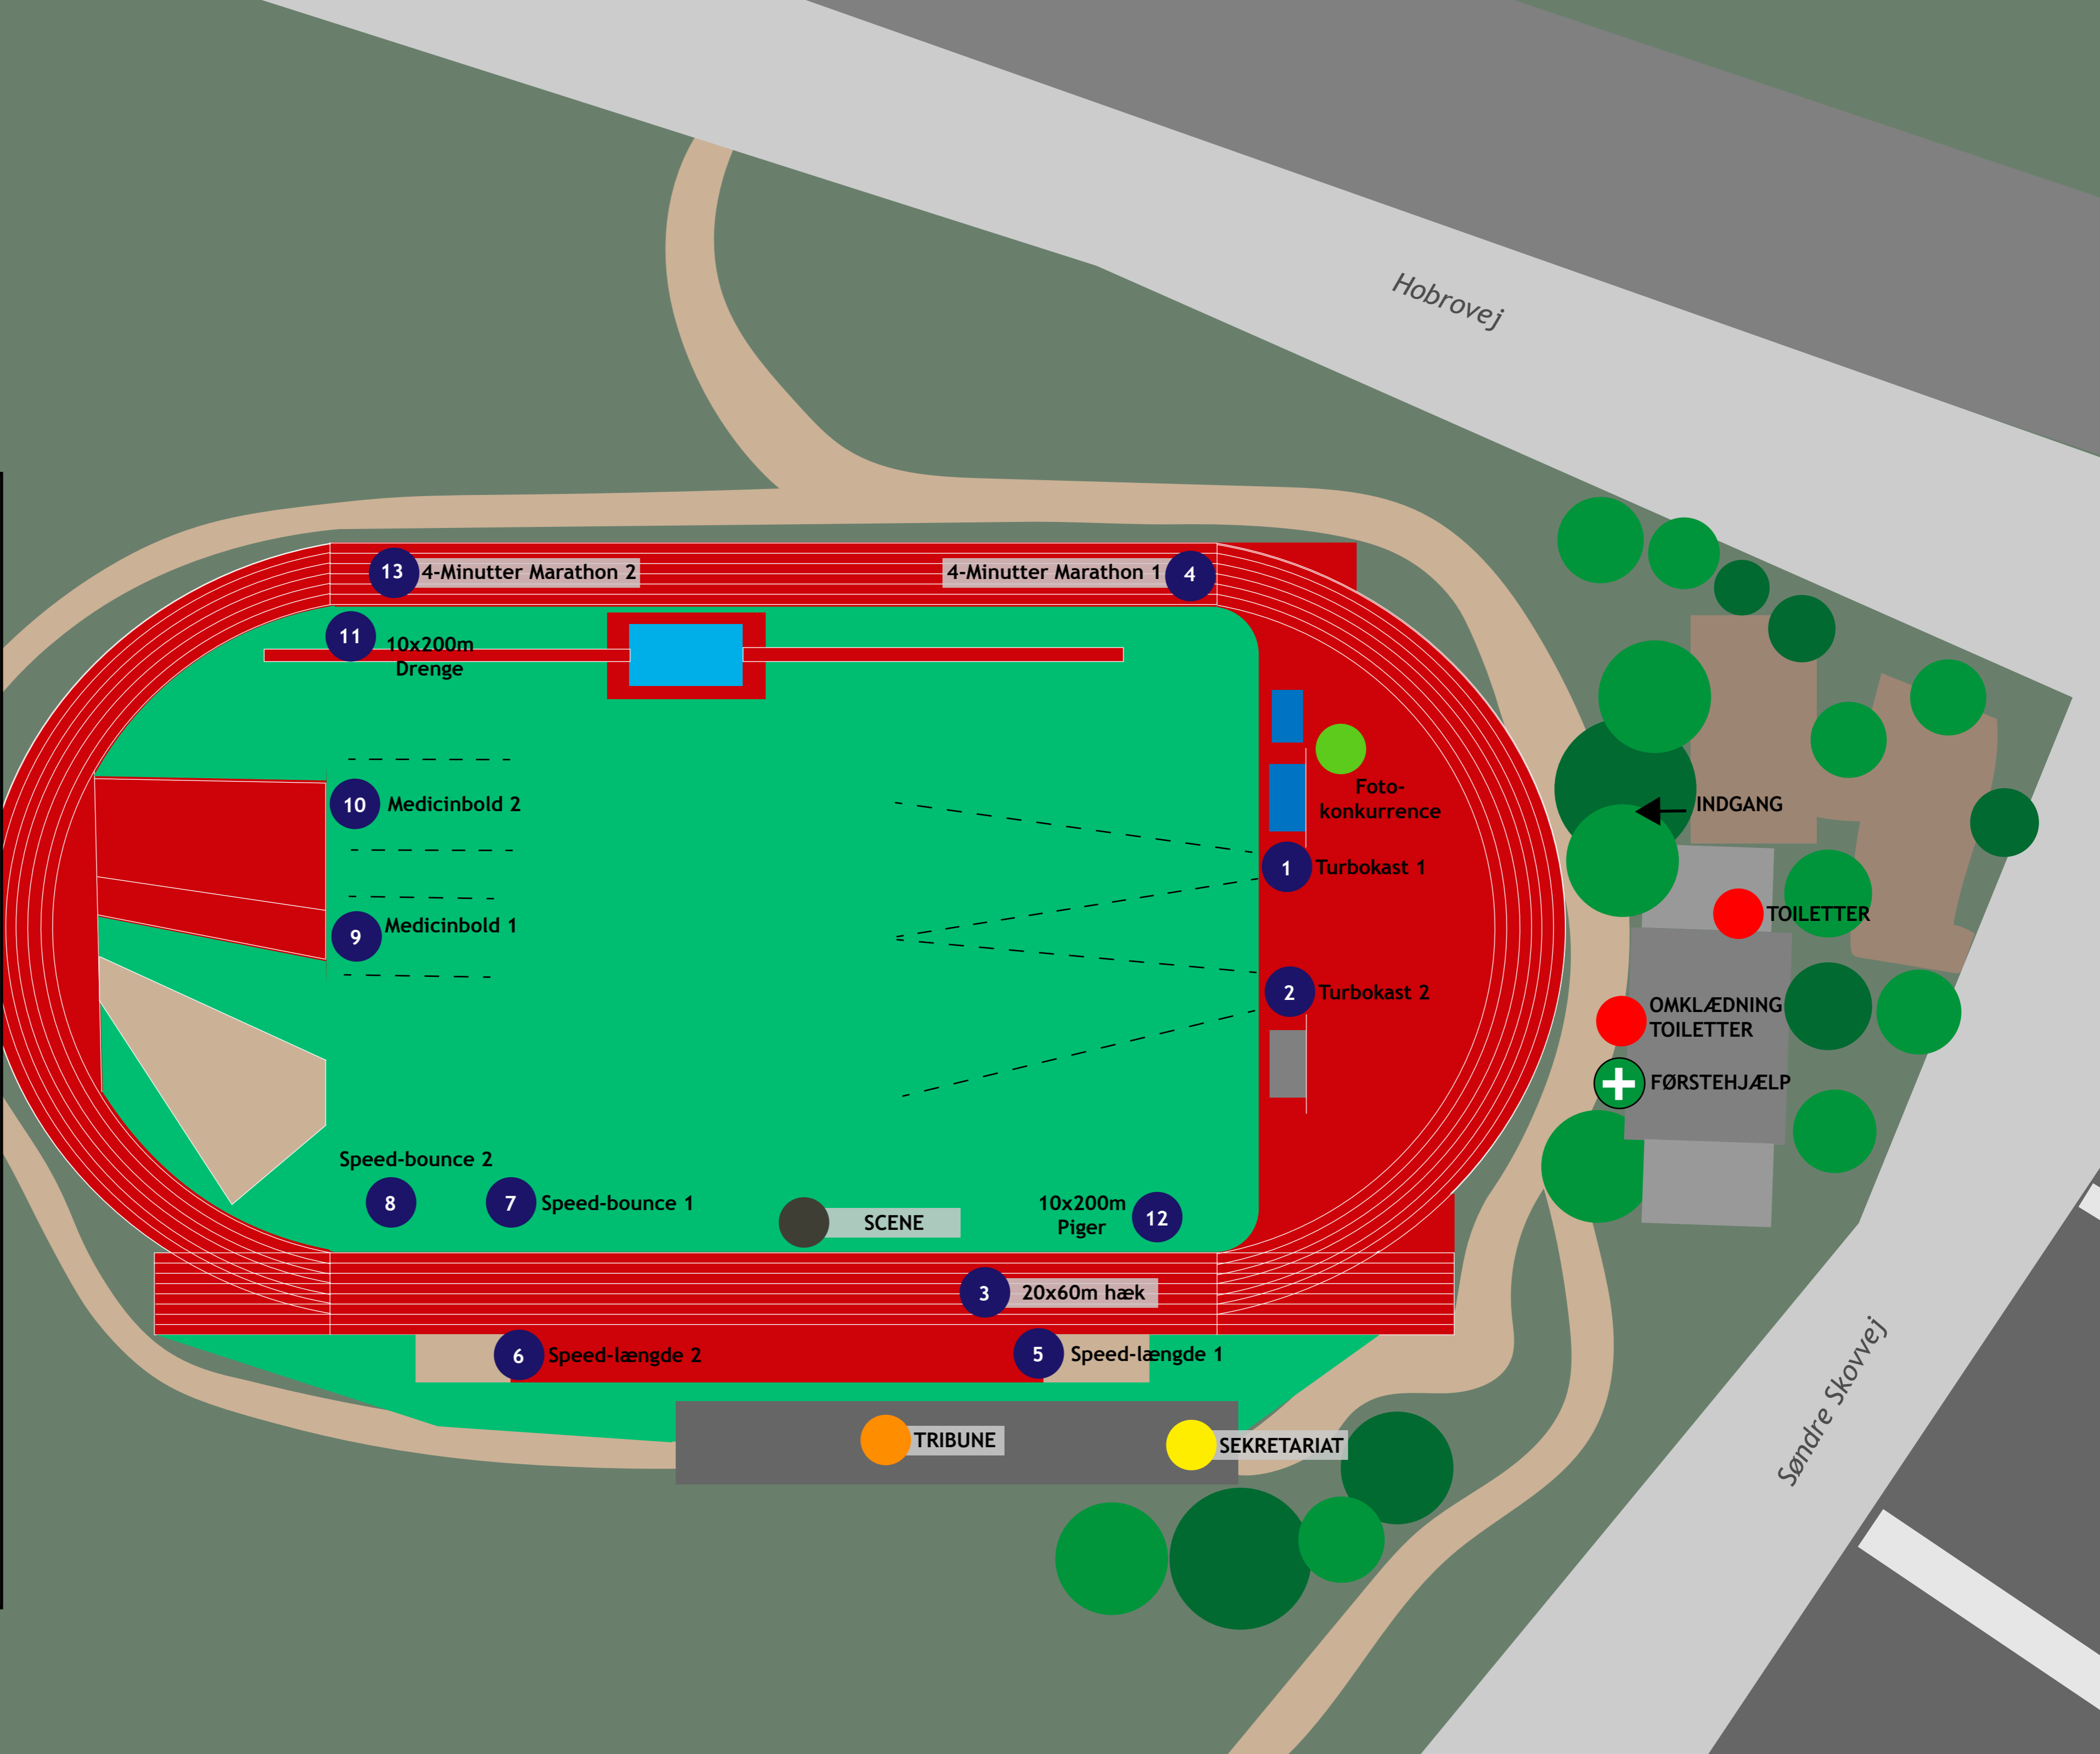 Hobrovej
13 4-Minutter Marathon 2
4-Minutter Marathon 1 4
11 10x200m
Drenge
10 Medicinbold 2
9 Medicinbold 1
Foto-
konkurrence
1 Turbokast 1
2 Turbokast 2
INDGANG
TOILETTER
OMKLÆDNING
TOILETTER
FØRSTEHJÆLP
Speed-bounce 2
8
7 Speed-bounce 1
SCENE
10x200m
Piger 12
3 20x60m hæk
6 Speed-længde 2
5 Speed-længde 1
TRIBUNE
SEKRETARIAT
Søndre Skovvej